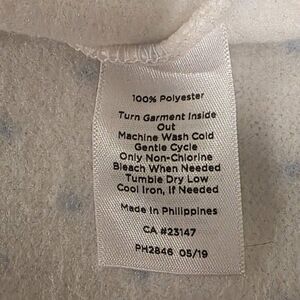 100% Polyester
Turn Garment Inside
Out
Machine Wash Cold
Gentle Cycle
Only Non-Chlorine
Bleach When Needed
Tumble Dry Low
Cool Iron, If Needed
Made In Philippines
CA #23147
PH2846 05/19